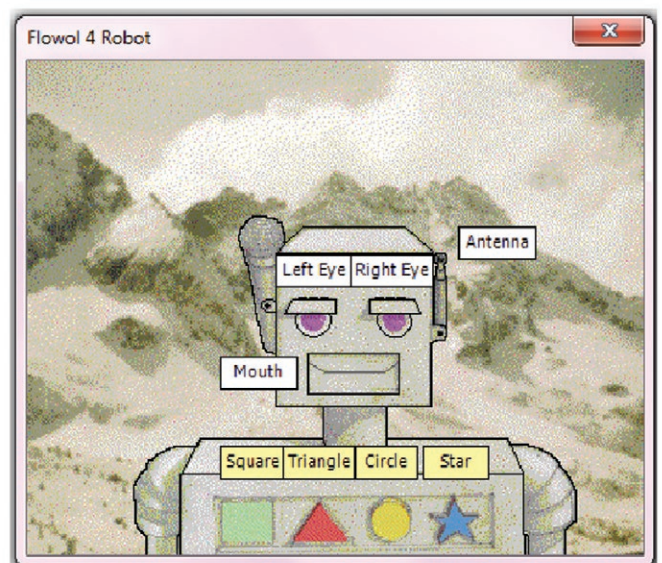 Flowol 4 Robot
Antenna
Left Eye Right Eye
Mouth
Square Triangle Circle Star